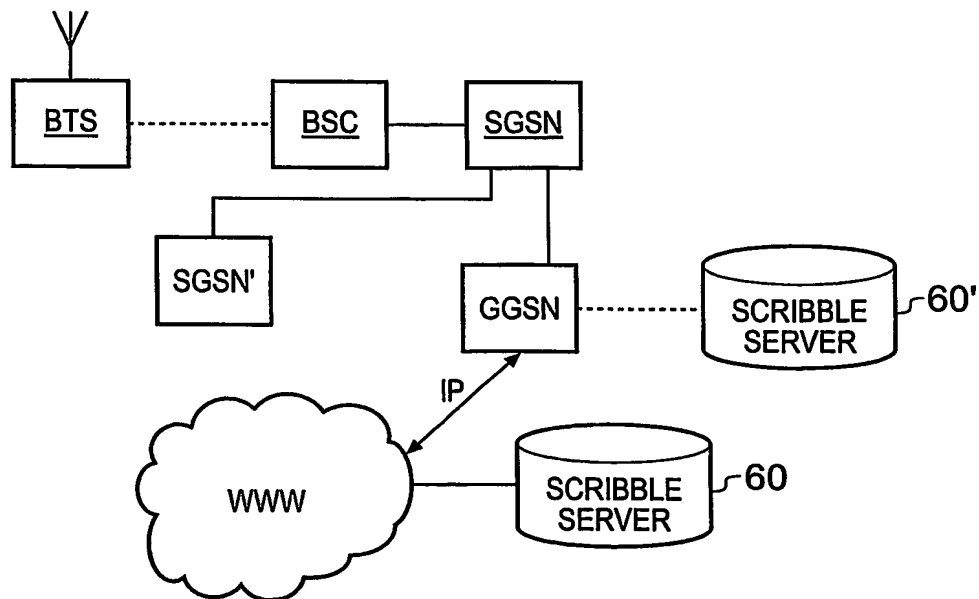 BTS
BSC
SGSN
SGSN'
GGSN
SCRIBBLE
SERVER
60'
IP
WWW
SCRIBBLE
SERVER
60